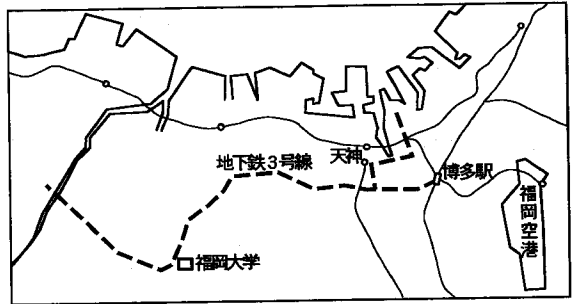 天神
地下鉄3号線
博多駅
福岡空港
福岡大学